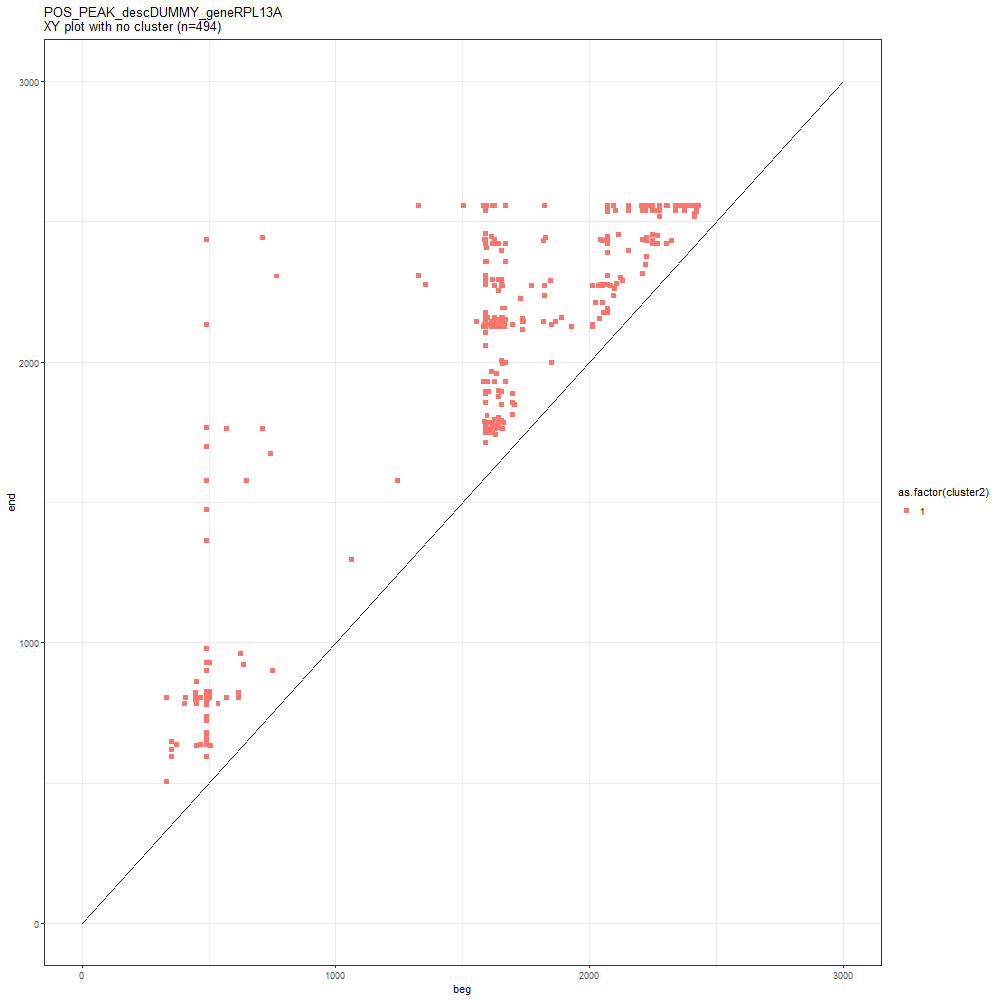 POS_PEAK_descDUMMY_geneRPL13A
XY plot with no cluster (n=494)
3000
2000
1000
0
end
0
1000
2000
3000
beg
as.factor(cluster2)
1